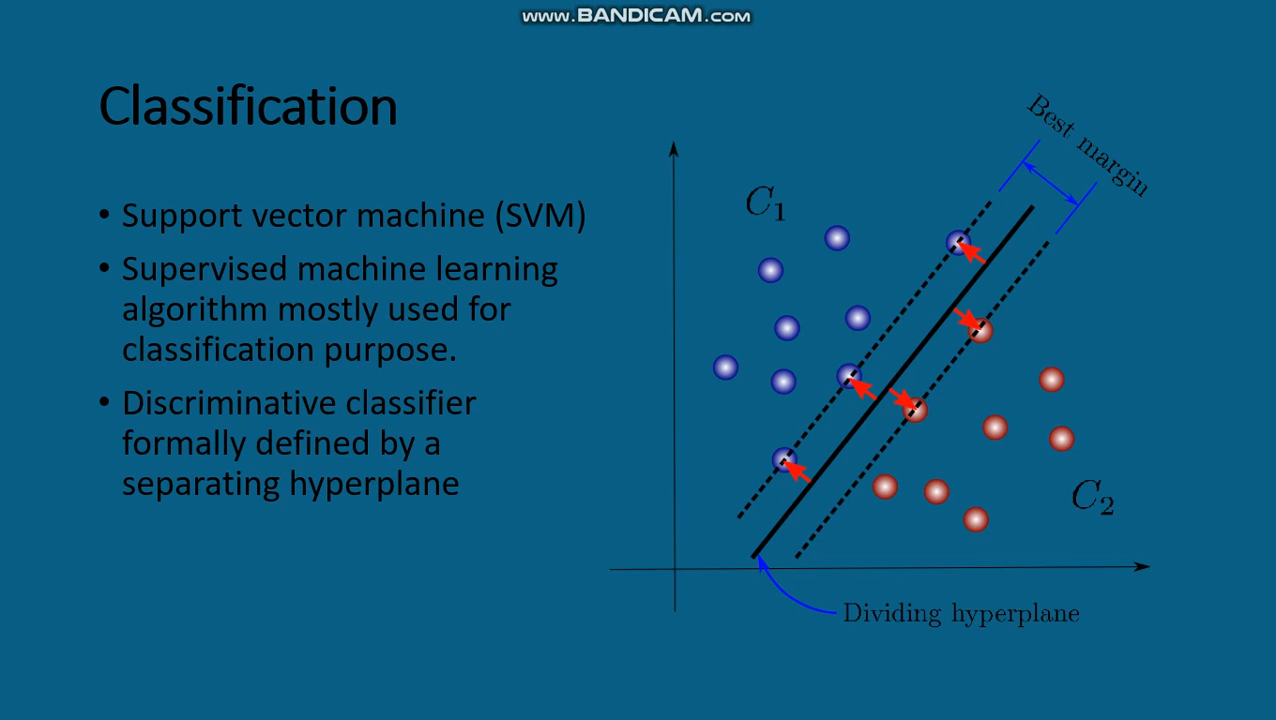 www.BANDICAM.com
Classification
• Support vector machine (SVM)
• Supervised machine learning
algorithm mostly used for
classification purpose.
• Discriminative classifier
formally defined by a
separating hyperplane
Best margin
C1
C2
Dividing hyperplane